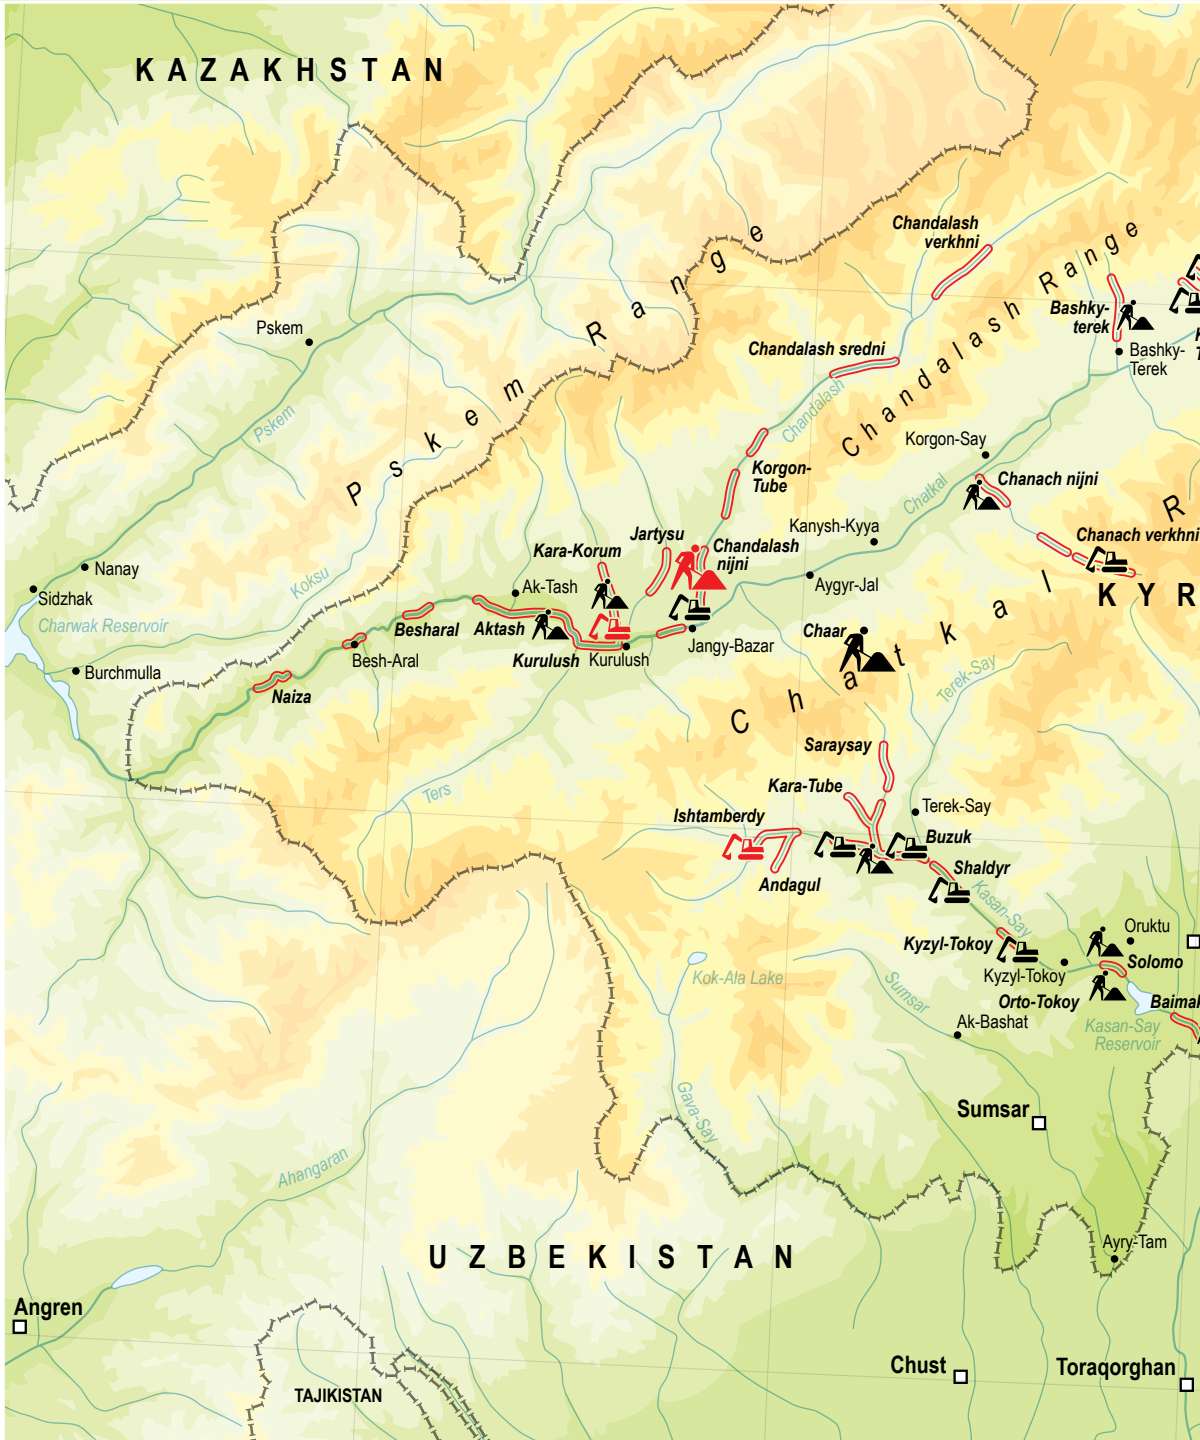 KAZAKHSTAN
Chandalash
verkhni
Chandalash Range
Pskem Range
Bashky-
terek
Pskem
Bashky-
Terek
Chandalash sredni
Chandalash
Pskem
Korgon-Say
Korgon-
Tube
Chanach nijni
Chatkal
Kanysh-Kyya
Jartysu
Chandalash
nijni
Chanach verkhni
Kara-Korum
Nanay
Koksu
Ak-Tash
Aygyr-Jal
Sidzhak
KYR
Charwak Reservoir
Besharal
Aktash
Chaar
Kurulush
Kurulush
Jangy-Bazar
Besh-Aral
Burchmulla
Naiza
Chatkal R
Terek-Say
Saraysay
Kara-Tube
Ters
Terek-Say
Ishtamberdy
Buzuk
Shaldyr
Andagul
Kasan-Say
Oruktu
Kyzyl-Tokoy
Solomo
Kyzyl-Tokoy
Kok-Ala Lake
Sumsar
Orto-Tokoy
Baimak
Ak-Bashat
Kasan-Say
Reservoir
Gava-Say
Sumsar
Ahangaran
Ayry-Tam
UZBEKISTAN
Angren
Chust
Toraqorghan
TAJIKISTAN